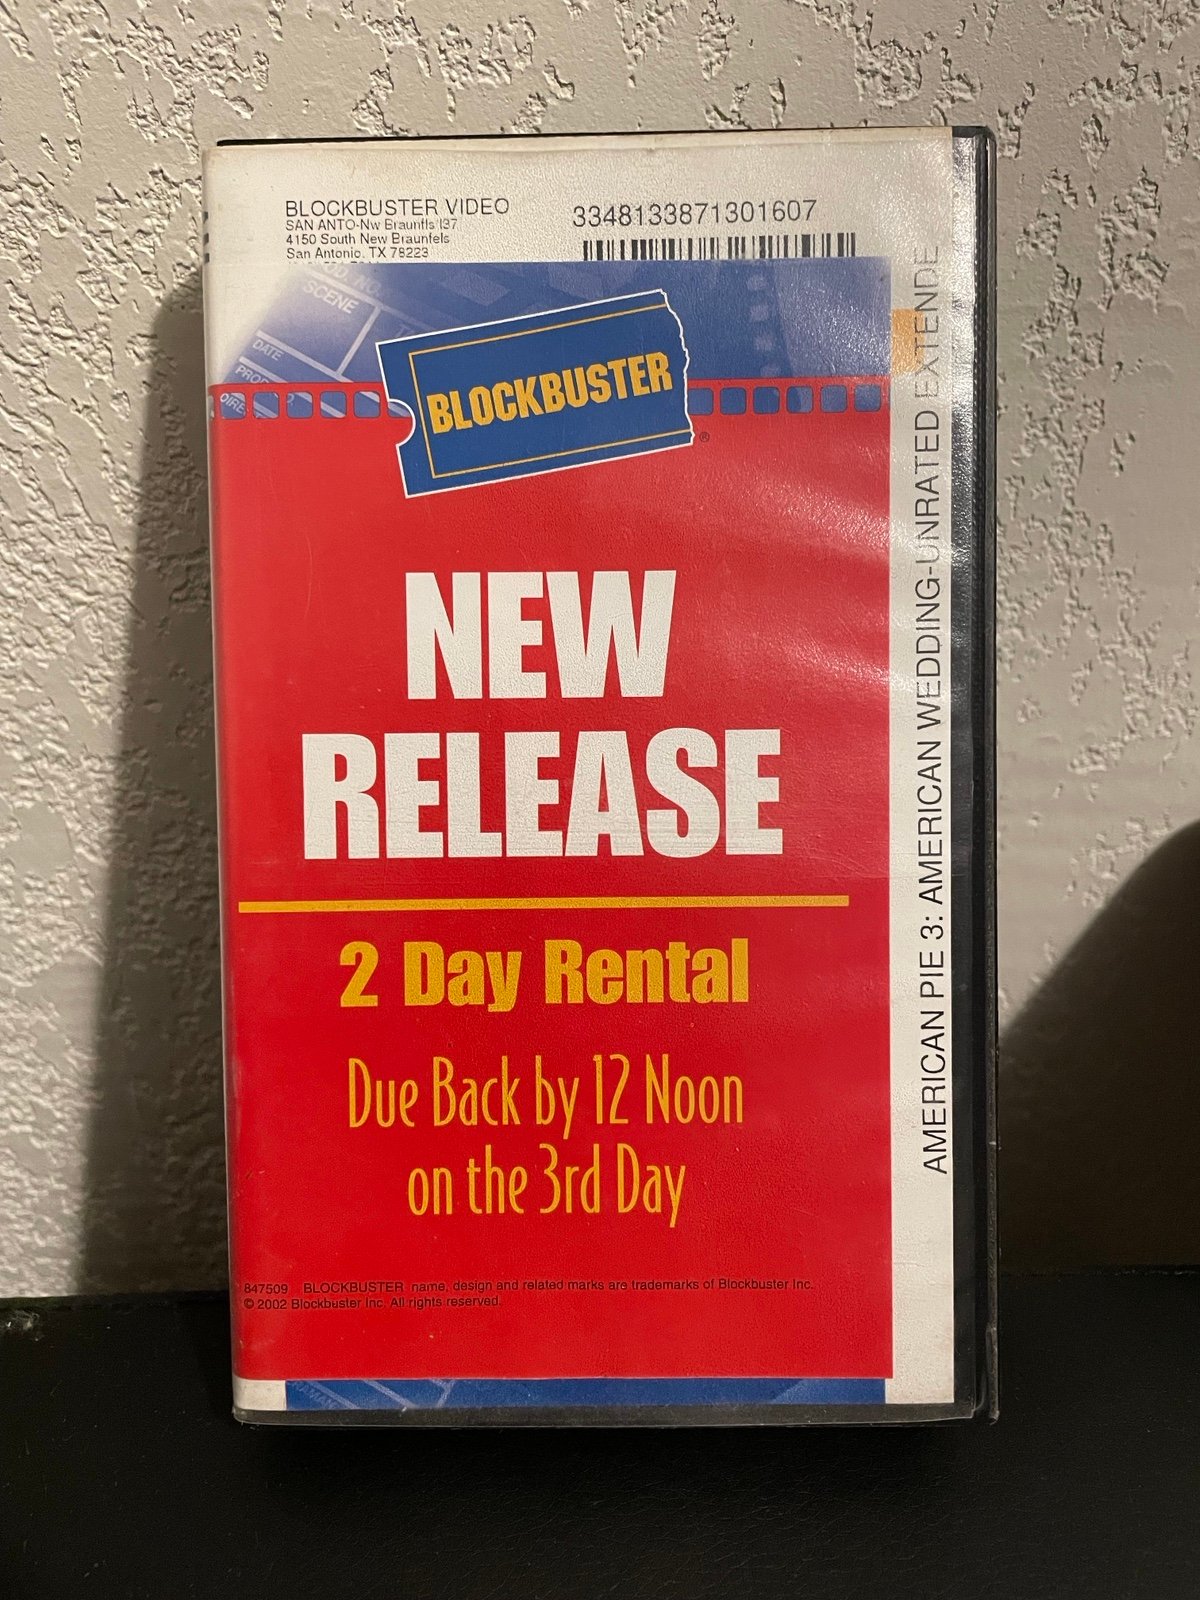 BLOCKBUSTER VIDEO
SAN ANTO-Nw Braunfls I37
4150 South New Braunfels
San Antonio, TX 78223
3348133871301607
SCENE
DATE
BLOCKBUSTER
®
NEW
RELEASE
2 Day Rental
Due Back by 12 Noon
on the 3rd Day
847509 BLOCKBUSTER name, design and related marks are trademarks of Blockbuster Inc.
© 2002 Blockbuster Inc. All rights reserved.
AMERICAN PIE 3: AMERICAN WEDDING-UNRATED EXTENDE